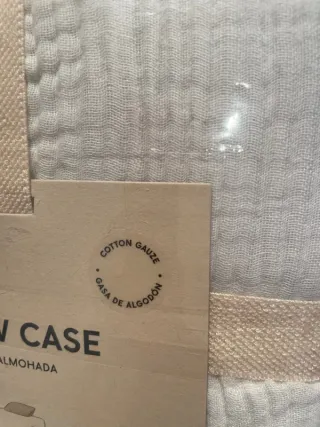 COTTON GAUZE
• GASA DE ALGODÓN •
W CASE
ALMOHADA